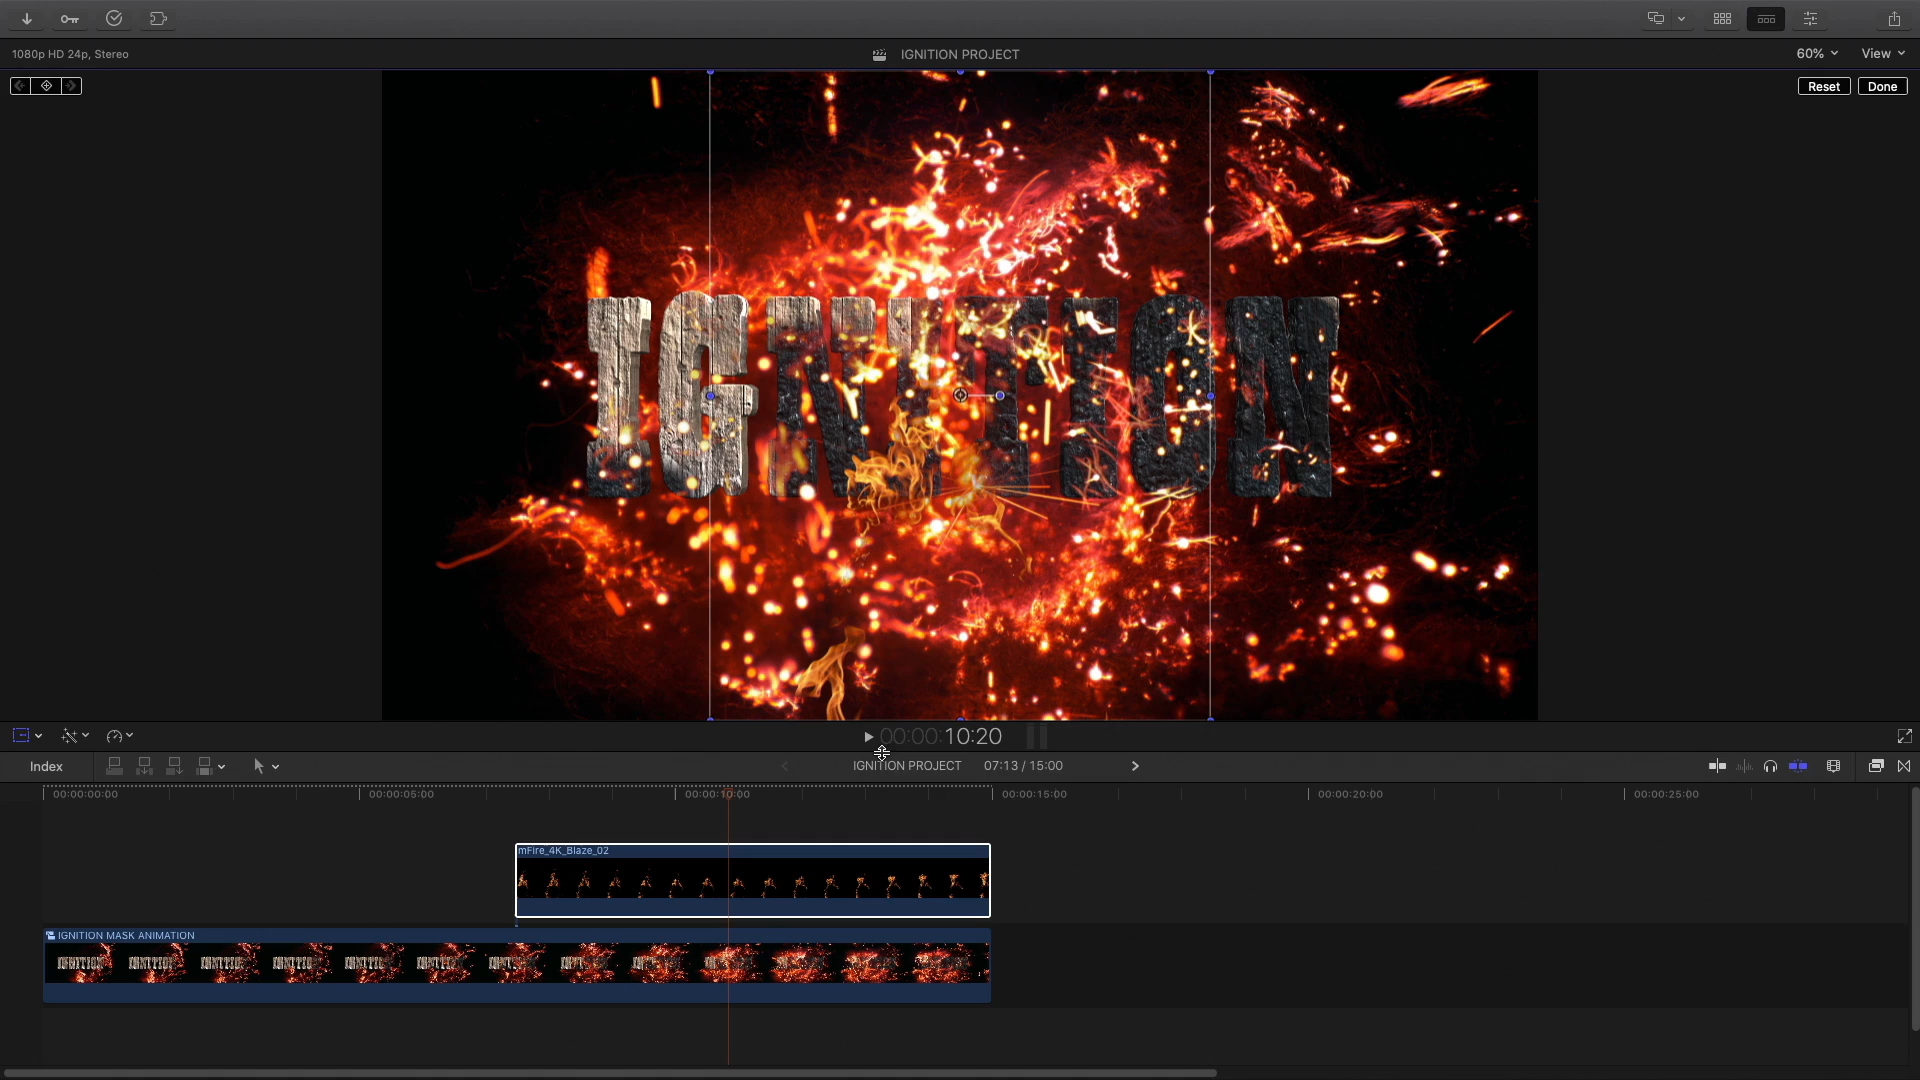 1080p HD 24p, Stereo
IGNITION PROJECT
60%
View
Reset
Done
IGNITION
00:00:10:20
Index
IGNITION PROJECT
07:13 / 15:00
00:00:00:00
00:00:05:00
00:00:10:00
00:00:15:00
00:00:20:00
00:00:25:00
mFire_4K_Blaze_02
IGNITION MASK ANIMATION